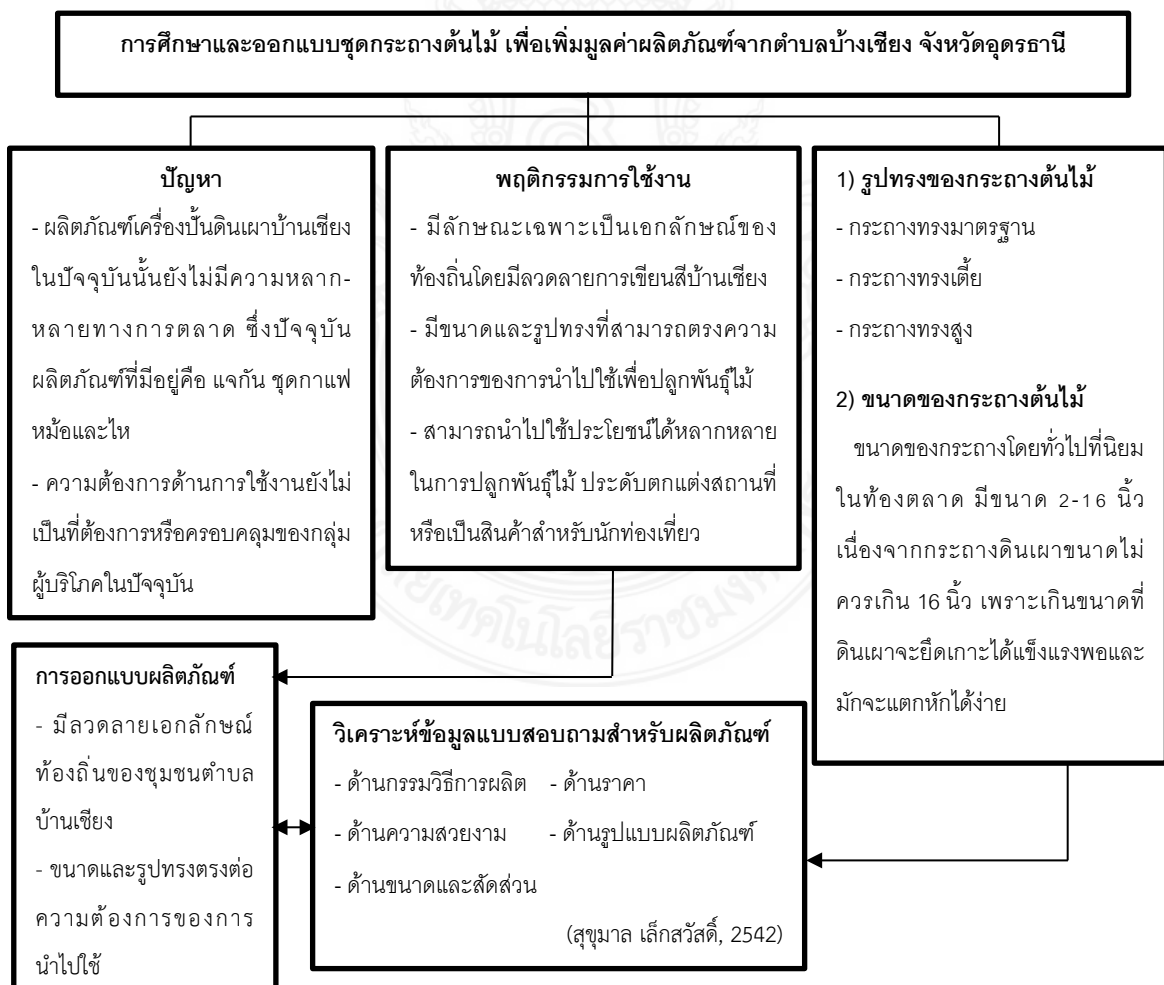 การศึกษาและออกแบบชุดกระถางต้นไม้ เพื่อเพิ่มมูลค่าผลิตภัณฑ์จากตำบลบ้างเชียง จังหวัดอุดรธานี
ปัญหา
- ผลิตภัณฑ์เครื่องปั้นดินเผาบ้านเชียง
ในปัจจุบันนั้นยังไม่มีความหลาก-
หลายทางการตลาด ซึ่งปัจจุบัน
ผลิตภัณฑ์ที่มีอยู่คือ แจกัน ชุดกาแฟ
หม้อและไห
- ความต้องการด้านการใช้งานยังไม่
เป็นที่ต้องการหรือครอบคลุมของกลุ่ม
ผู้บริโภคในปัจจุบัน
พฤติกรรมการใช้งาน
- มีลักษณะเฉพาะเป็นเอกลักษณ์ของ
ท้องถิ่นโดยมีลวดลายการเขียนสีบ้านเชียง
- มีขนาดและรูปทรงที่สามารถตรงความ
ต้องการของการนำไปใช้เพื่อปลูกพันธุ์ไม้
- สามารถนำไปใช้ประโยชน์ได้หลากหลาย
ในการปลูกพันธุ์ไม้ ประดับตกแต่งสถานที่
หรือเป็นสินค้าสำหรับนักท่องเที่ยว
1) รูปทรงของกระถางต้นไม้
- กระถางทรงมาตรฐาน
- กระถางทรงเตี้ย
- กระถางทรงสูง
2) ขนาดของกระถางต้นไม้
ขนาดของกระถางโดยทั่วไปที่นิยม
ในท้องตลาด มีขนาด 2-16 นิ้ว
เนื่องจากกระถางดินเผาขนาดไม่
ควรเกิน 16 นิ้ว เพราะเกินขนาดที่
ดินเผาจะยึดเกาะได้แข็งแรงพอและ
มักจะแตกหักได้ง่าย
การออกแบบผลิตภัณฑ์
- มีลวดลายเอกลักษณ์
ท้องถิ่นของชุมชนตำบล
บ้านเชียง
- ขนาดและรูปทรงตรงต่อ
ความต้องการของการ
นำไปใช้
วิเคราะห์ข้อมูลแบบสอบถามสำหรับผลิตภัณฑ์
- ด้านกรรมวิธีการผลิต - ด้านราคา
- ด้านความสวยงาม - ด้านรูปแบบผลิตภัณฑ์
- ด้านขนาดและสัดส่วน
(สุขุมาล เล็กสวัสดิ์, 2542)